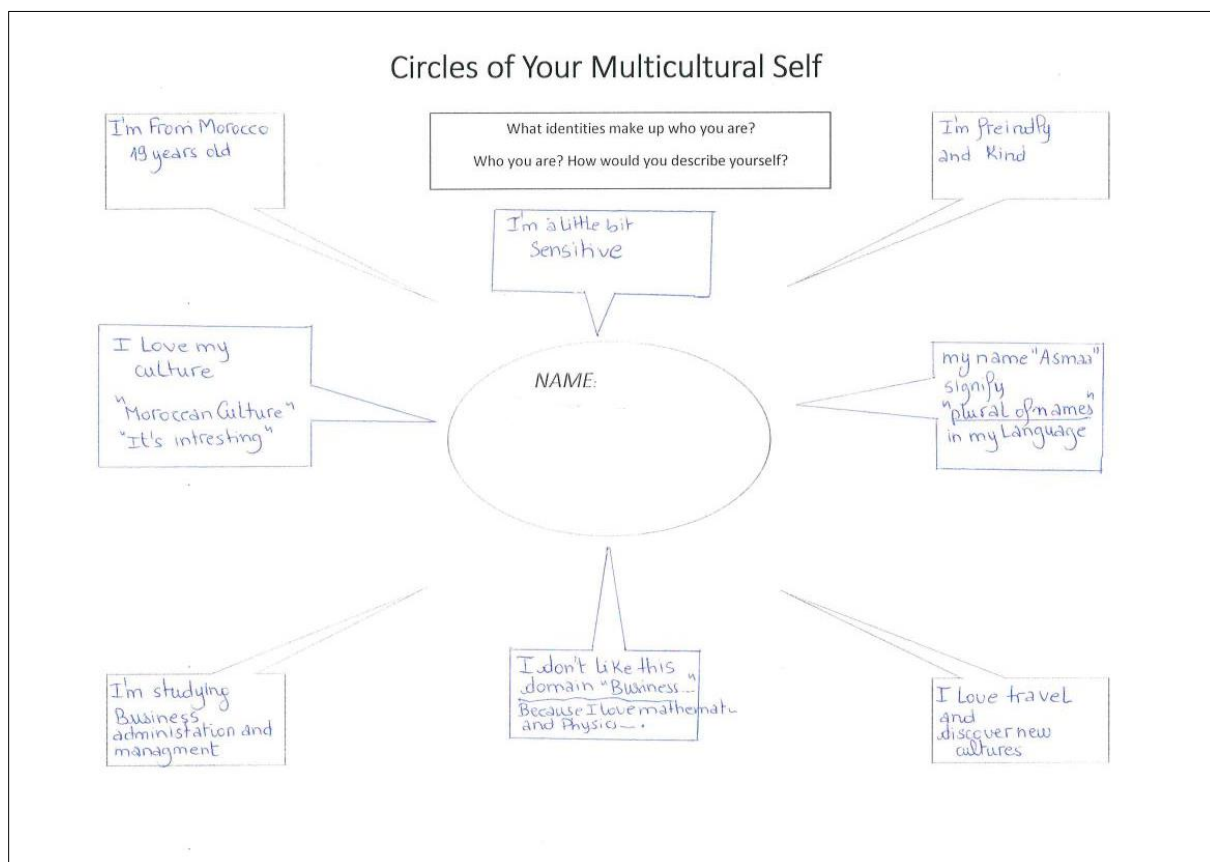 Circles of Your Multicultural Self
I'm From Morocco
19 years old
What identities make up who you are?
Who you are? How would you describe yourself?
I'm freindly
and Kind
I'm a little bit
Sensitive
I Love my
culture
"Moroccan Culture"
"It's intresting"
NAME:
my name "Asmaa"
signify
"plural of names"
in my Language
I'm studying
Business
administation and
managment
I don't like this
domain "Business..."
Because I love mathemat...
and Physics....
I Love travel
and
discover new
cultures